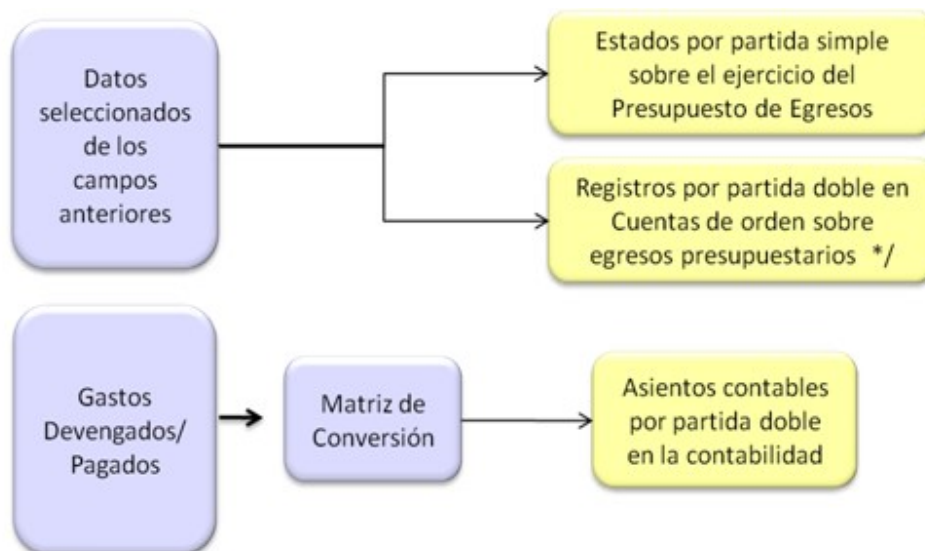 Datos
seleccionados
de los
campos
anteriores
Estados por partida simple
sobre el ejercicio del
Presupuesto de Egresos
Registros por partida doble en
Cuentas de orden sobre
egresos presupuestarios */
Gastos
Devengados/
Pagados
Matriz de
Conversión
Asientos contables
por partida doble
en la contabilidad